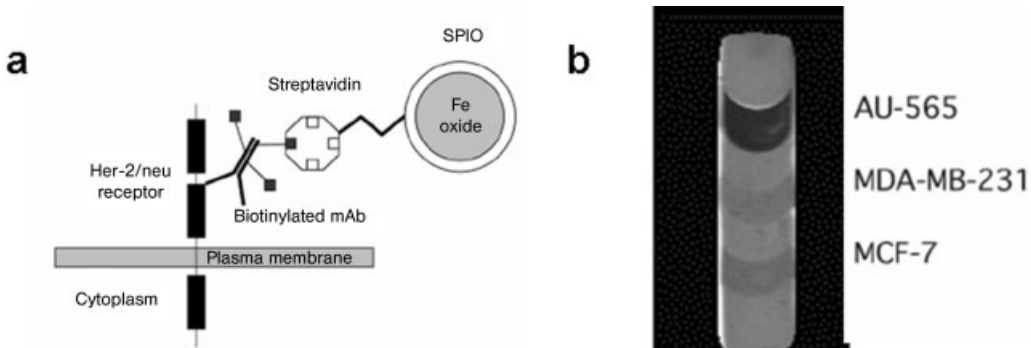 a
SPIO
Streptavidin
Fe
oxide
Her-2/neu
receptor
Biotinylated mAb
Plasma membrane
Cytoplasm
b
AU-565
MDA-MB-231
MCF-7